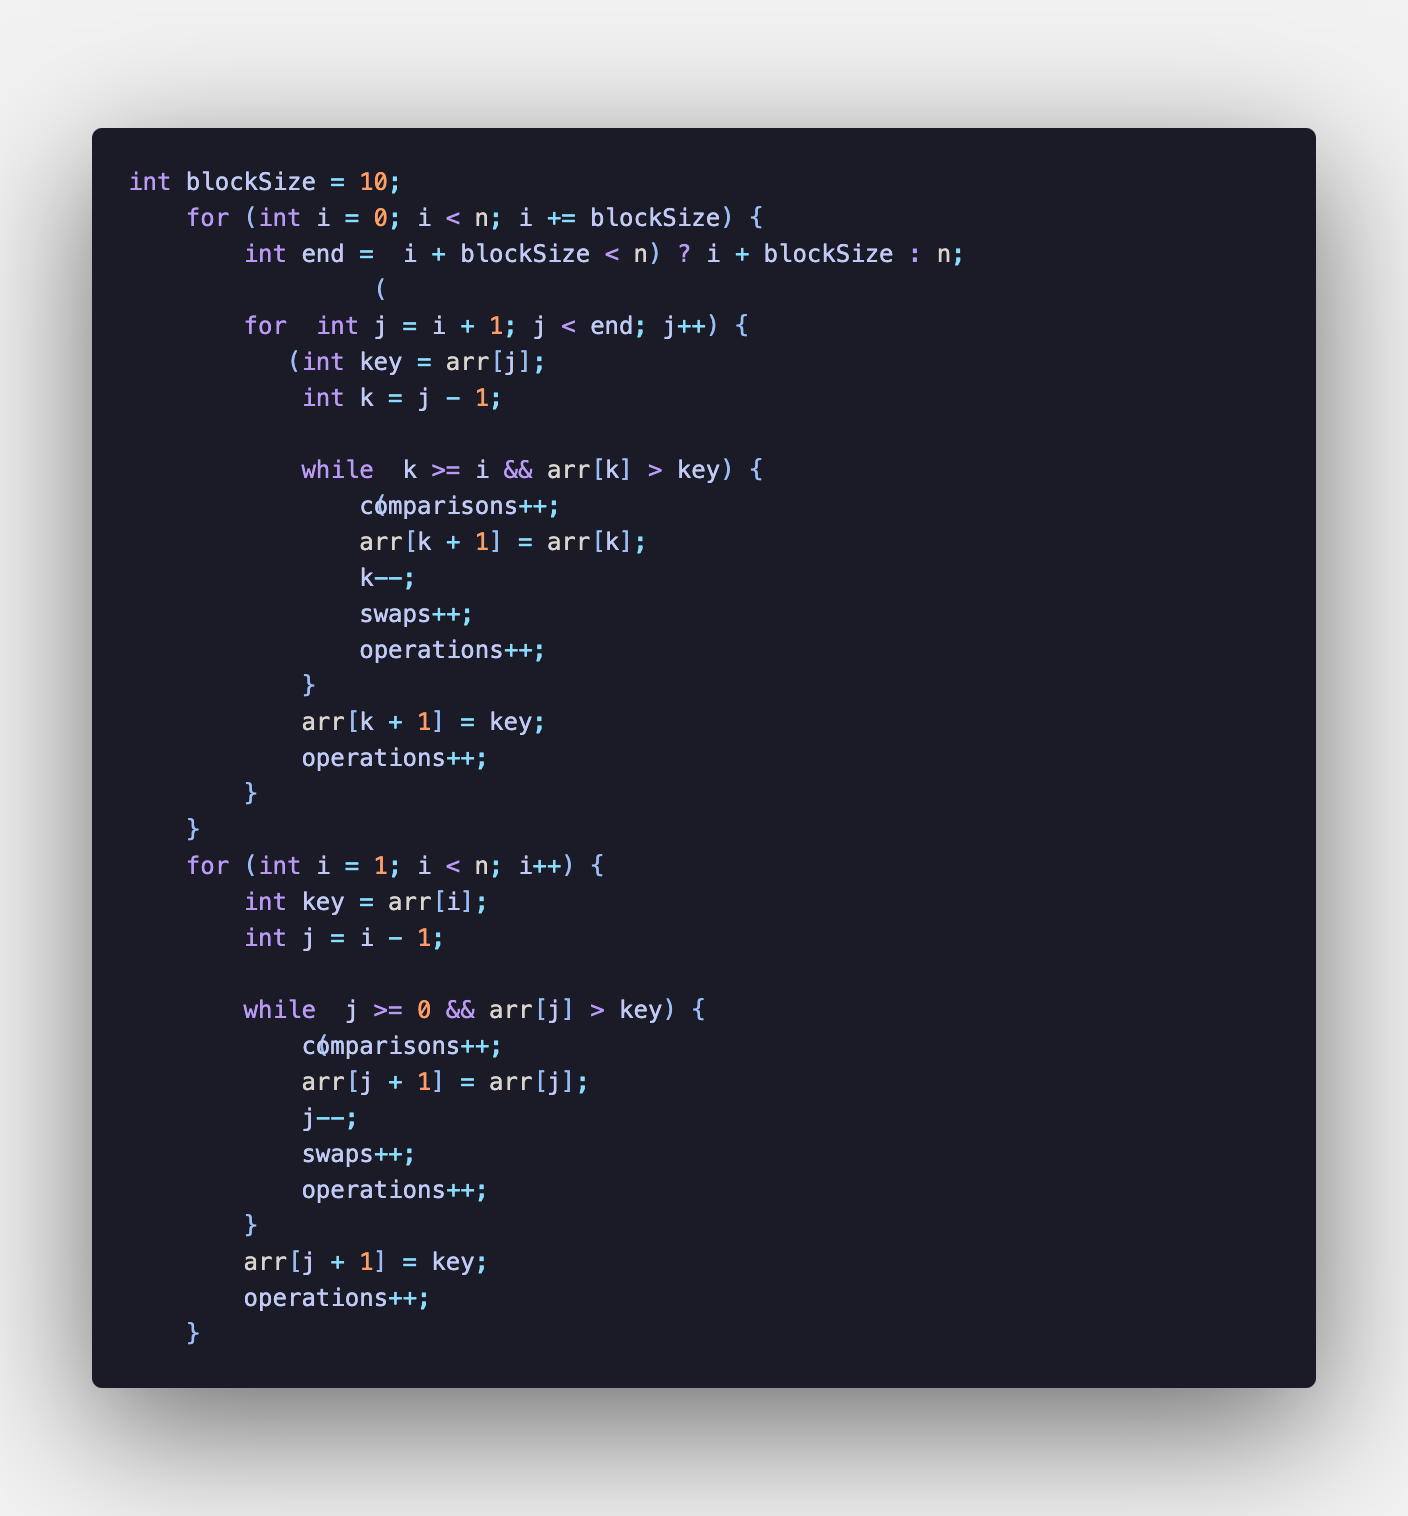 int blockSize = 10;
    for (int i = 0; i < n; i += blockSize) {
        int end = (i + blockSize < n) ? i + blockSize : n;
        for (int j = i + 1; j < end; j++) {
            int key = arr[j];
            int k = j - 1;

            while (k >= i && arr[k] > key) {
                comparisons++;
                arr[k + 1] = arr[k];
                k--;
                swaps++;
                operations++;
            }
            arr[k + 1] = key;
            operations++;
        }
    }
    for (int i = 1; i < n; i++) {
        int key = arr[i];
        int j = i - 1;

        while (j >= 0 && arr[j] > key) {
            comparisons++;
            arr[j + 1] = arr[j];
            j--;
            swaps++;
            operations++;
        }
        arr[j + 1] = key;
        operations++;
    }